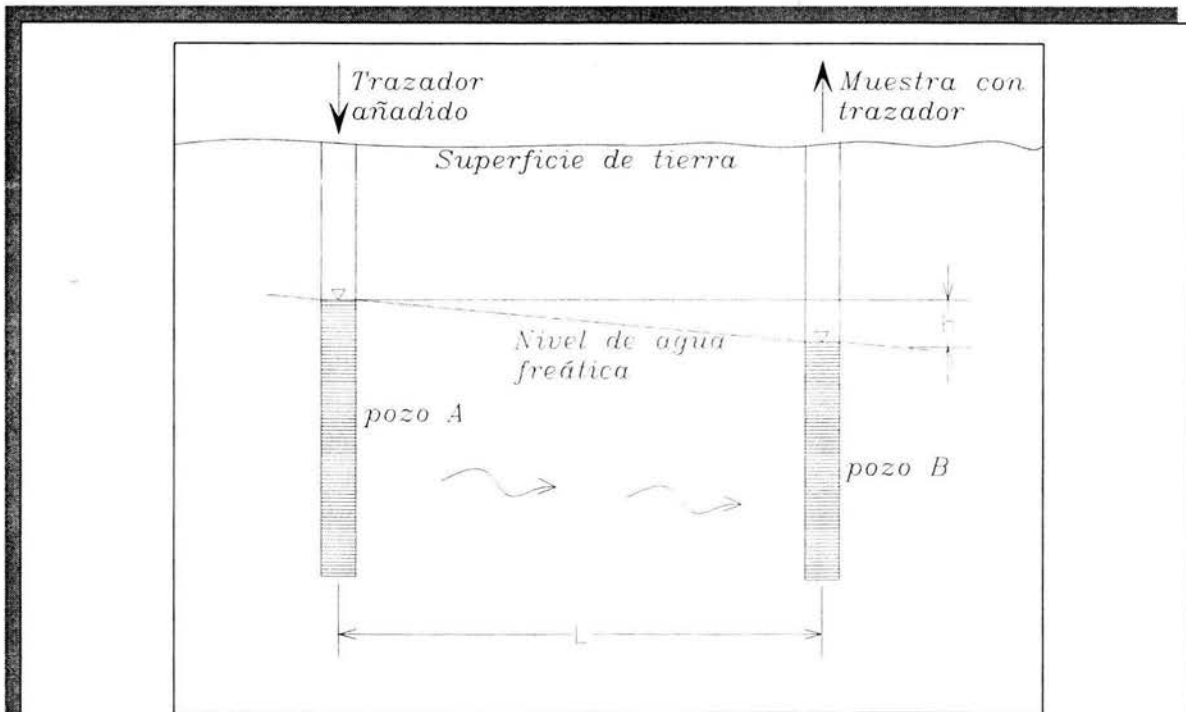 Trazador
añadido
Muestra con
trazador
Superficie de tierra
Nivel de agua
freática
pozo A
pozo B
h
L